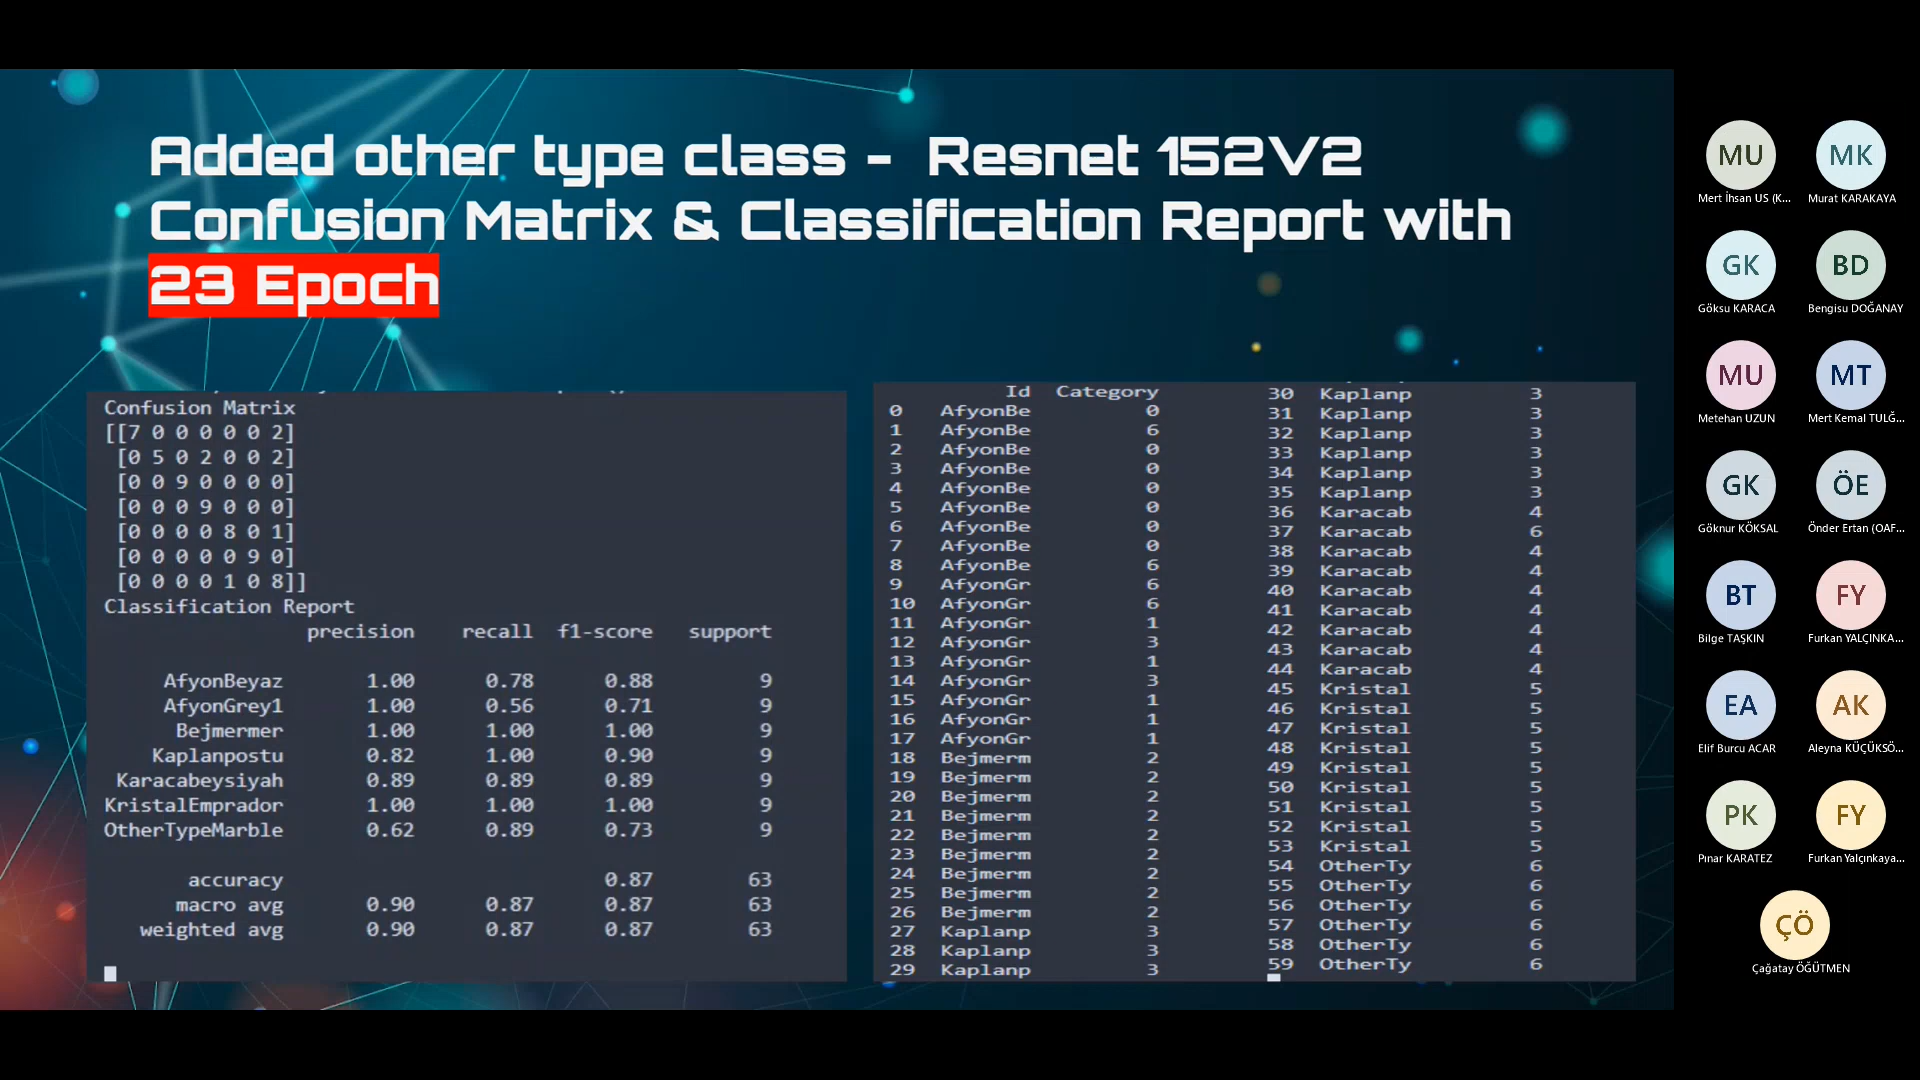 Added other type class - Resnet 152V2
Confusion Matrix & Classification Report with
23 Epoch
Confusion Matrix
[[7 0 0 0 0 0 2]
[0 5 0 2 0 0 2]
[0 0 9 0 0 0 0]
[0 0 0 9 0 0 0]
[0 0 0 0 8 0 1]
[0 0 0 0 0 9 0]
[0 0 0 0 1 0 8]]
Classification Report
precision recall f1-score support
AfyonBeyaz 1.00 0.78 0.88 9
AfyonGrey1 1.00 0.56 0.71 9
Bejmermer 1.00 1.00 1.00 9
Kaplanpostu 0.82 1.00 0.90 9
Karacabeysiyah 0.89 0.89 0.89 9
KristalEmprador 1.00 1.00 1.00 9
OtherTypeMarble 0.62 0.89 0.73 9
accuracy 0.87 63
macro avg 0.90 0.87 0.87 63
weighted avg 0.90 0.87 0.87 63
Id Category
0 AfyonBe 0
1 AfyonBe 6
2 AfyonBe 0
3 AfyonBe 0
4 AfyonBe 0
5 AfyonBe 0
6 AfyonBe 0
7 AfyonBe 0
8 AfyonBe 6
9 AfyonGr 6
10 AfyonGr 6
11 AfyonGr 1
12 AfyonGr 3
13 AfyonGr 1
14 AfyonGr 3
15 AfyonGr 1
16 AfyonGr 1
17 AfyonGr 1
18 Bejmerm 2
19 Bejmerm 2
20 Bejmerm 2
21 Bejmerm 2
22 Bejmerm 2
23 Bejmerm 2
24 Bejmerm 2
25 Bejmerm 2
26 Bejmerm 2
27 Kaplanp 3
28 Kaplanp 3
29 Kaplanp 3
30 Kaplanp 3
31 Kaplanp 3
32 Kaplanp 3
33 Kaplanp 3
34 Kaplanp 3
35 Kaplanp 3
36 Karacab 4
37 Karacab 6
38 Karacab 4
39 Karacab 4
40 Karacab 4
41 Karacab 4
42 Karacab 4
43 Karacab 4
44 Karacab 4
45 Kristal 5
46 Kristal 5
47 Kristal 5
48 Kristal 5
49 Kristal 5
50 Kristal 5
51 Kristal 5
52 Kristal 5
53 Kristal 5
54 OtherTy 6
55 OtherTy 6
56 OtherTy 6
57 OtherTy 6
58 OtherTy 6
59 OtherTy 6
MU MK
Mert İhsan US (K... Murat KARAKAYA
GK BD
Göksu KARACA Bengisu DOĞANAY
MU MT
Metehan UZUN Mert Kemal TULĞ...
GK ÖE
Göknur KÖKSAL Önder Ertan (OAF...
BT FY
Bilge TAŞKIN Furkan YALÇINKA...
EA AK
Elif Burcu ACAR Aleyna KÜÇÜKSÖ...
PK FY
Pınar KARATEZ Furkan Yalçınkaya...
ÇÖ
Çağatay ÖĞÜTMEN